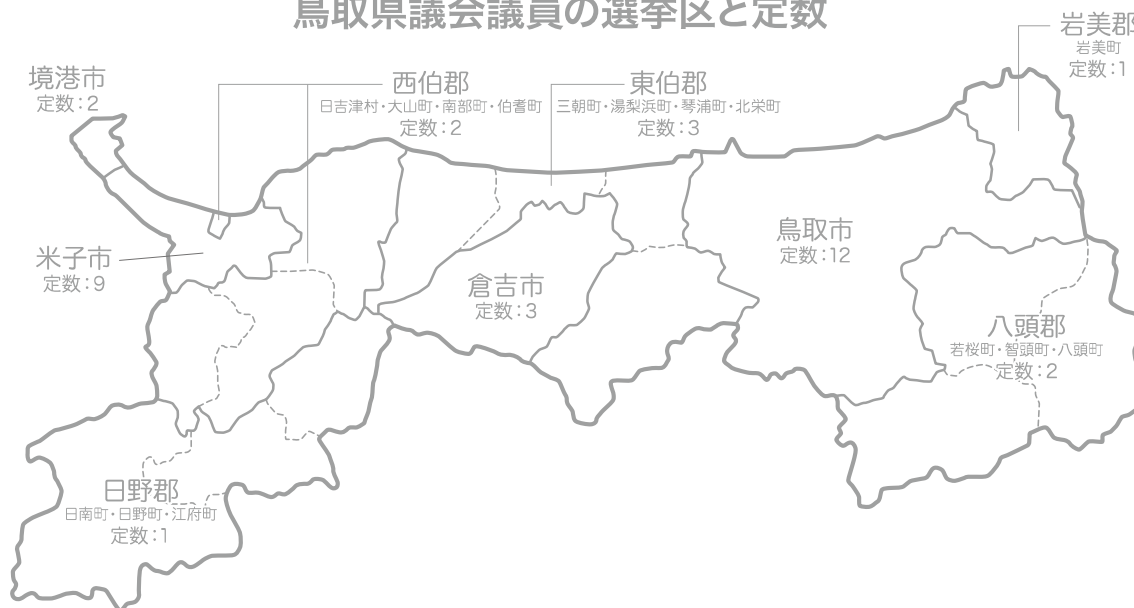 鳥取県議会議員の選挙区と定数
岩美郡
岩美町
定数:1
境港市
定数:2
西伯郡
日吉津村・大山町・南部町・伯耆町
定数:2
東伯郡
三朝町・湯梨浜町・琴浦町・北栄町
定数:3
鳥取市
定数:12
米子市
定数:9
倉吉市
定数:3
八頭郡
若桜町・智頭町・八頭町
定数:2
日野郡
日南町・日野町・江府町
定数:1